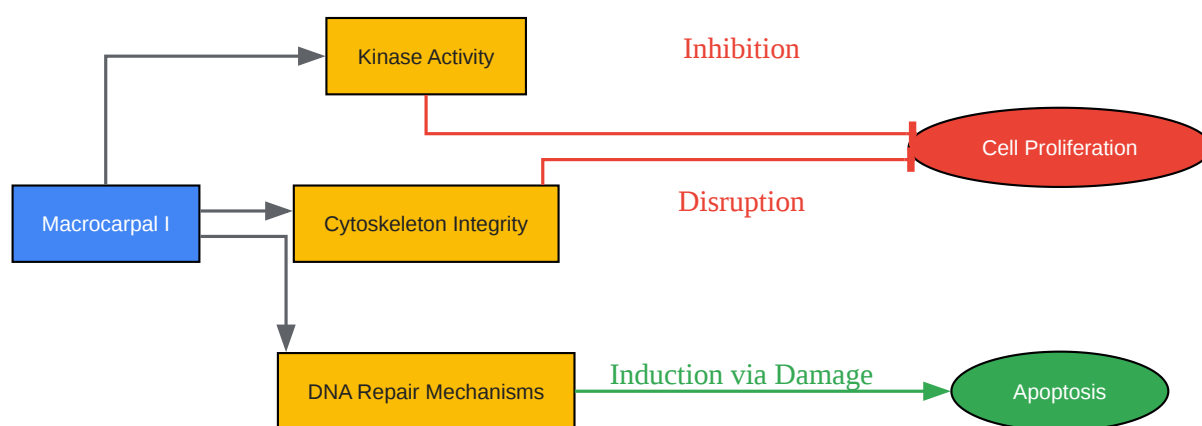 Kinase Activity
Inhibition
Cell Proliferation
Macrocarpal I
Cytoskeleton Integrity
Disruption
DNA Repair Mechanisms
Induction via Damage
Apoptosis